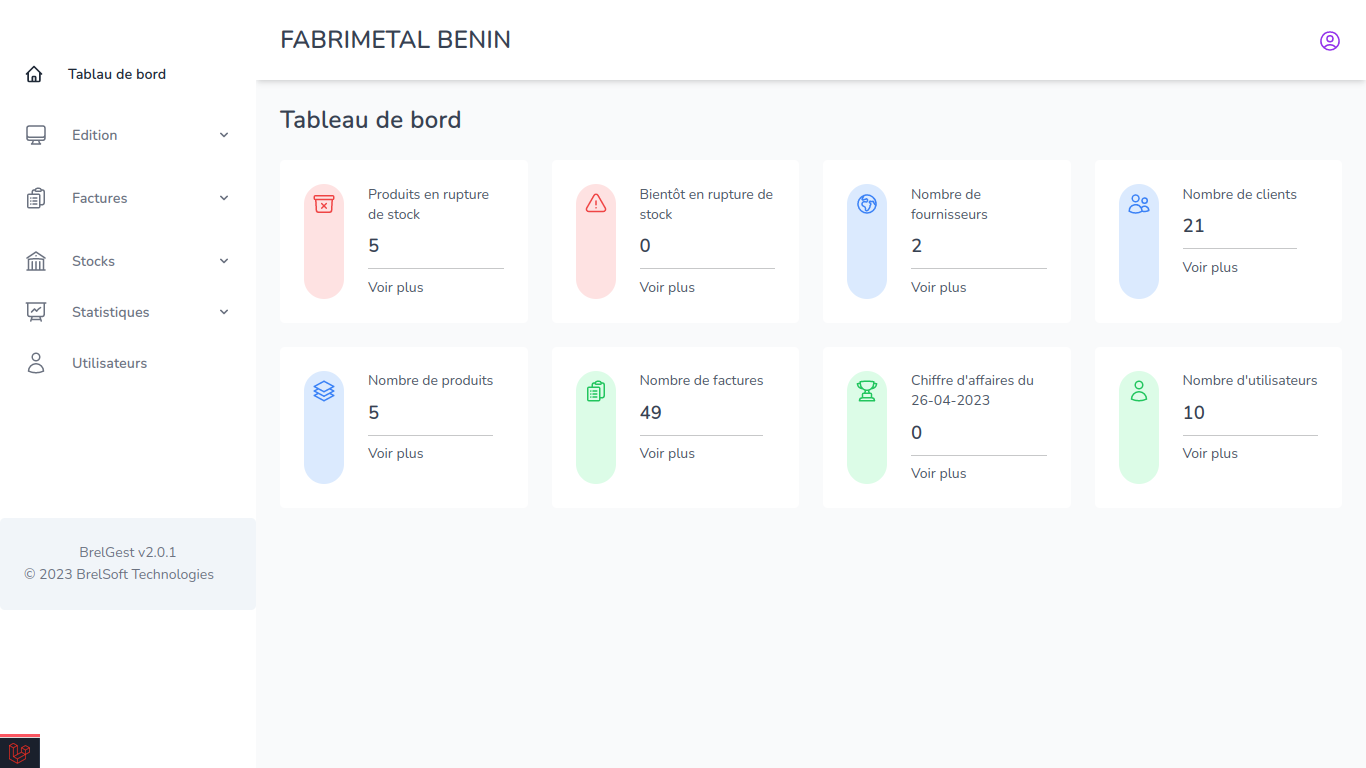 FABRIMETAL BENIN
Tablau de bord
Edition
Factures
Stocks
Statistiques
Utilisateurs
BrelGest v2.0.1
© 2023 BrelSoft Technologies
Tableau de bord
Produits en rupture
de stock
5
Voir plus
Bientôt en rupture de
stock
0
Voir plus
Nombre de
fournisseurs
2
Voir plus
Nombre de clients
21
Voir plus
Nombre de produits
5
Voir plus
Nombre de factures
49
Voir plus
Chiffre d'affaires du
26-04-2023
0
Voir plus
Nombre d'utilisateurs
10
Voir plus